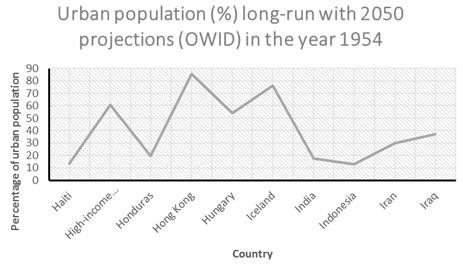 Urban population (%) long-run with 2050
projections (OWID) in the year 1954
Percentage of urban population
90
80
70
60
50
40
30
20
10
0
Haiti
High-income...
Honduras
Hong Kong
Hungary
Iceland
India
Indonesia
Iran
Iraq
Country